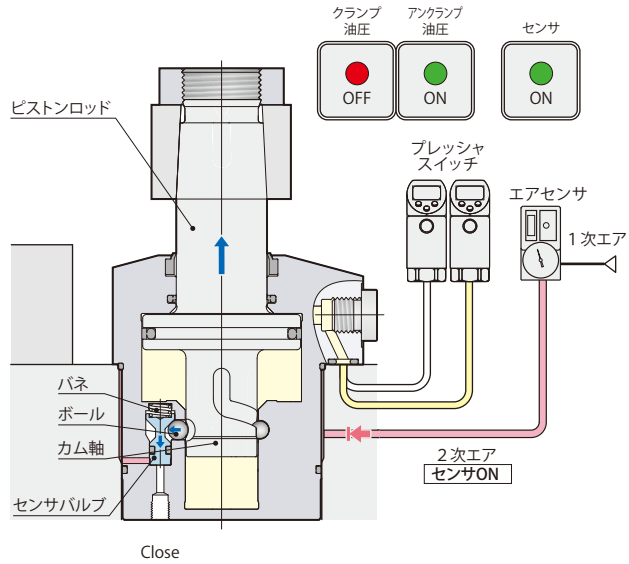 クランプ
油圧
アンクランプ
油圧
センサ
OFF
ON
ON
ピストンロッド
プレッシャ
スイッチ
エアセンサ
1次エア
バネ
ボール
カム軸
センサバルブ
2次エア
センサON
Close